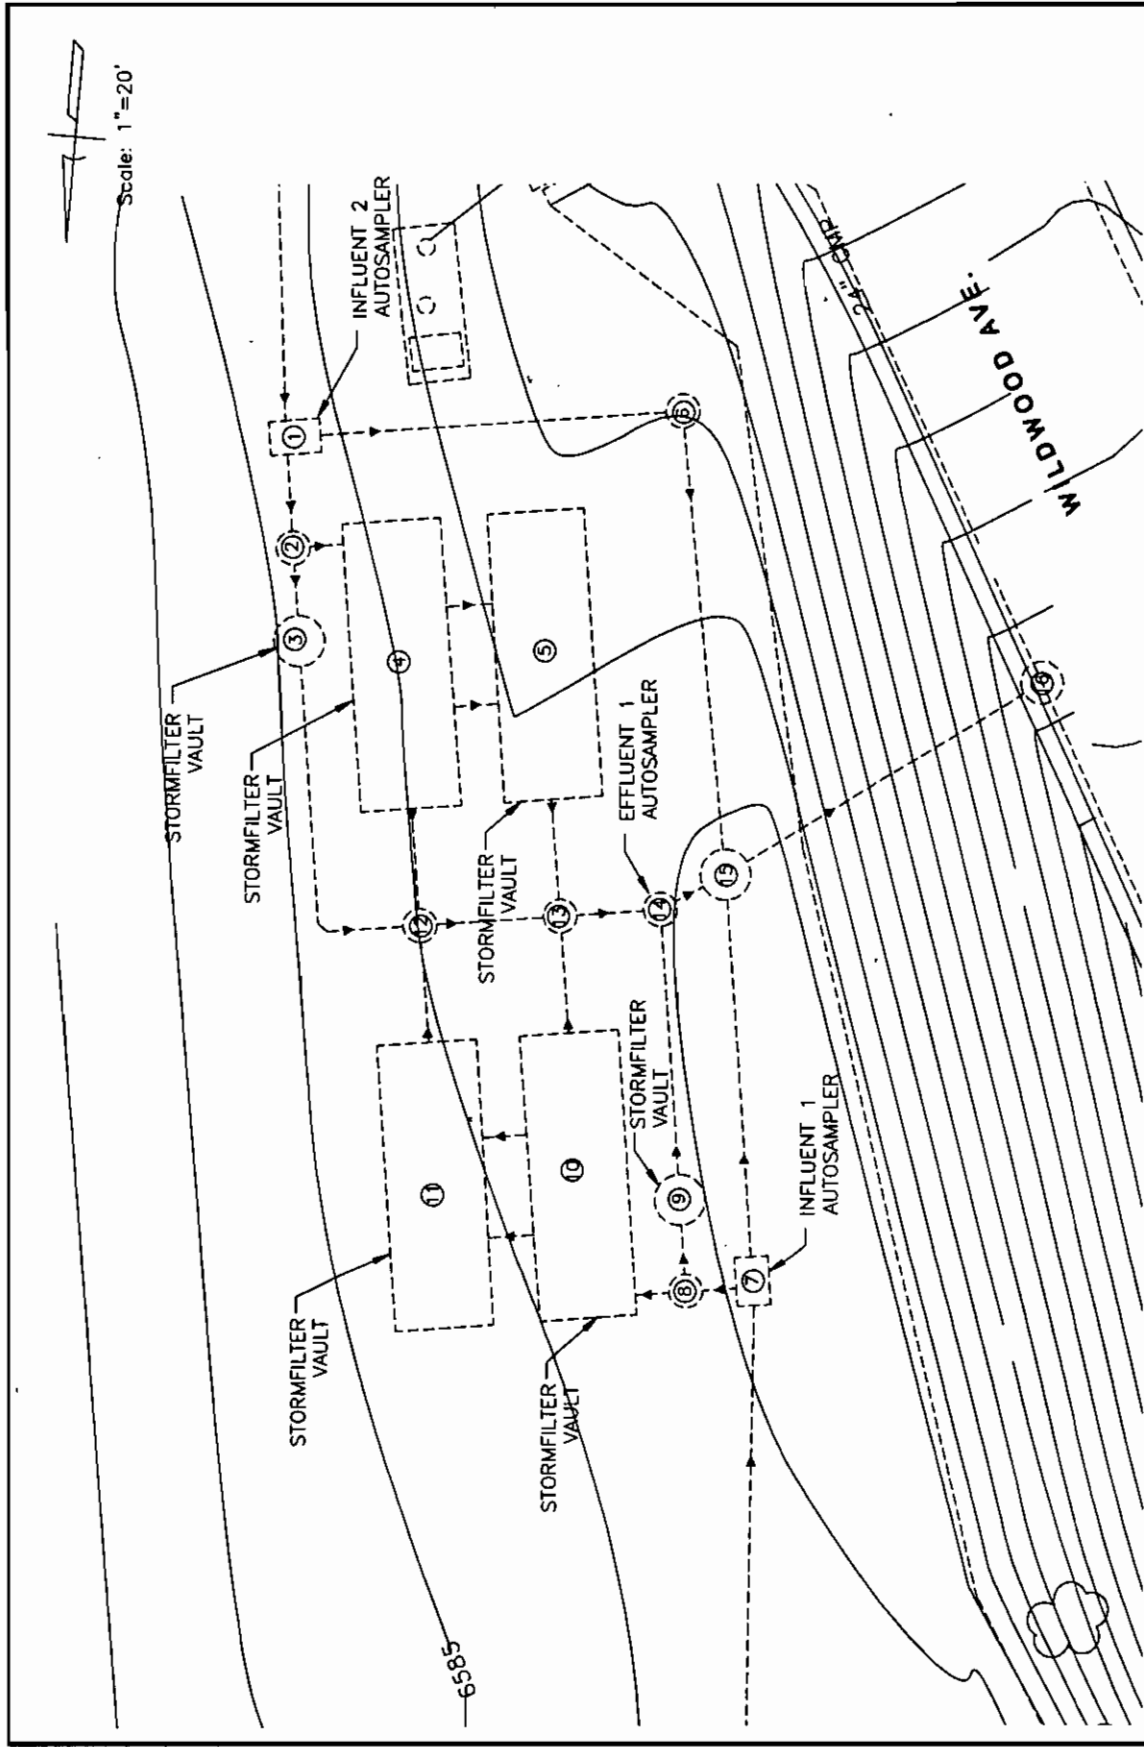 Scale: 1"=20'
INFLUENT 2
AUTOSAMPLER
24" CMP
WILDWOOD AVE.
1
6
2
3
4
5
STORMFILTER
VAULT
STORMFILTER
VAULT
STORMFILTER
VAULT
EFFLUENT 1
AUTOSAMPLER
16
15
12
13
14
STORMFILTER
VAULT
11
10
9
8
7
INFLUENT 1
AUTOSAMPLER
STORMFILTER
VAULT
STORMFILTER
VAULT
6585